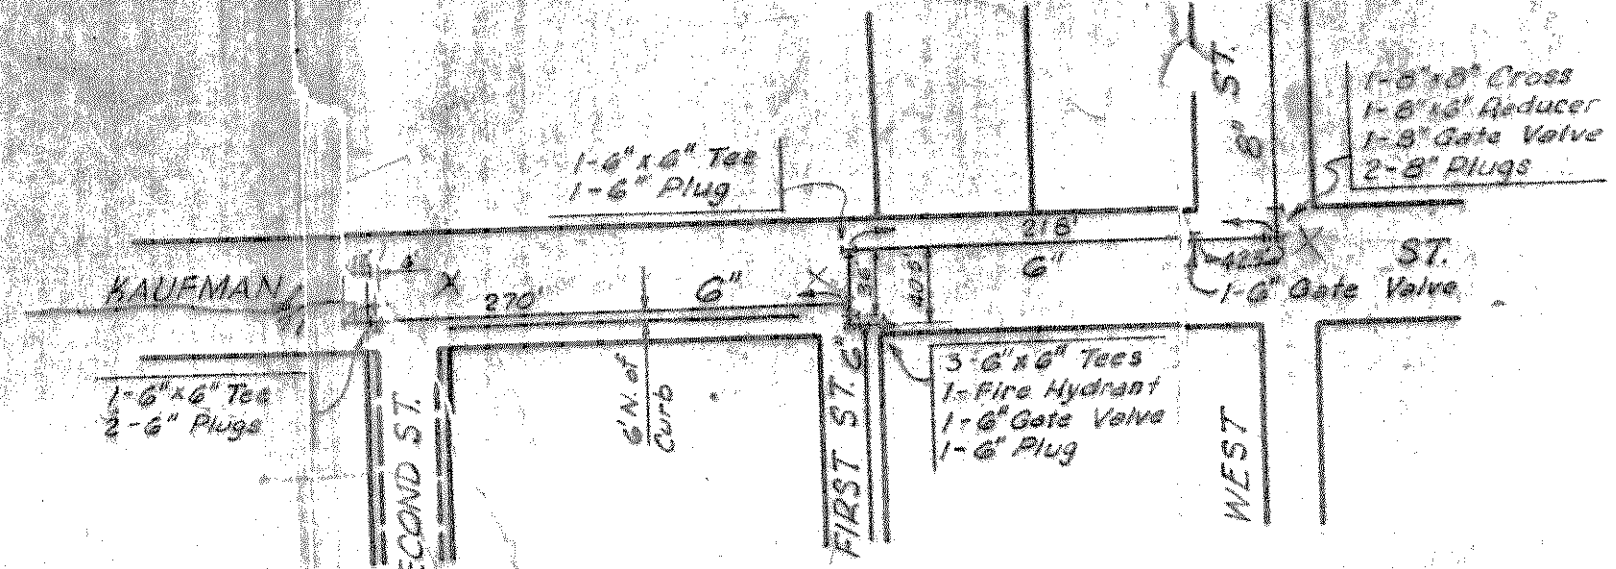 1-6"x6" Tee
1-6" Plug
8" ST.
1-8"x8" Cross
1-8"x6" Reducer
1-8" Gate Valve
2-8" Plugs
KAUFMAN
270'
6"
218'
6"
40.5'
ST.
1-6" Gate Valve
1-6"x6" Tee
2-6" Plugs
ECOND ST.
6' N. of
Curb
FIRST ST. 6"
3-6"x6" Tees
1-Fire Hydrant
1-6" Gate Valve
1-6" Plug
WEST